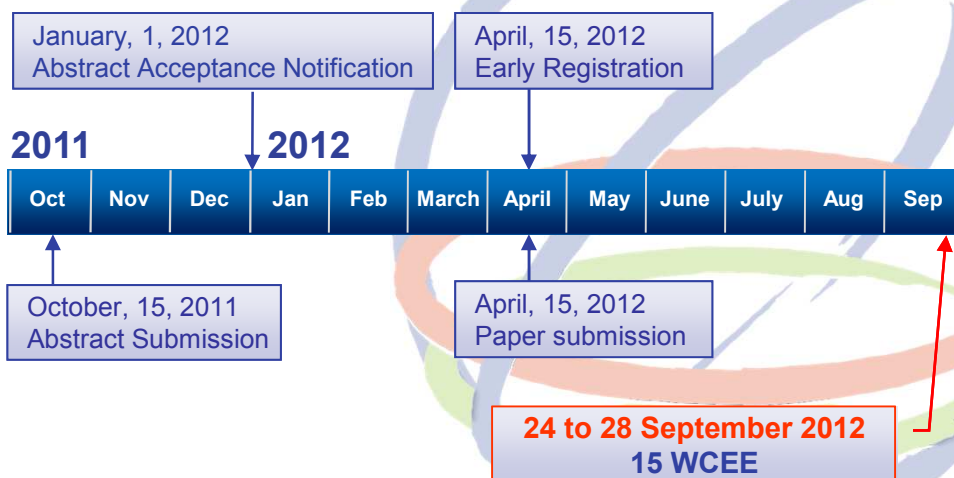 January, 1, 2012
Abstract Acceptance Notification
April, 15, 2012
Early Registration
2011
2012
Oct
Nov
Dec
Jan
Feb
March
April
May
June
July
Aug
Sep
October, 15, 2011
Abstract Submission
April, 15, 2012
Paper submission
24 to 28 September 2012
15 WCEE